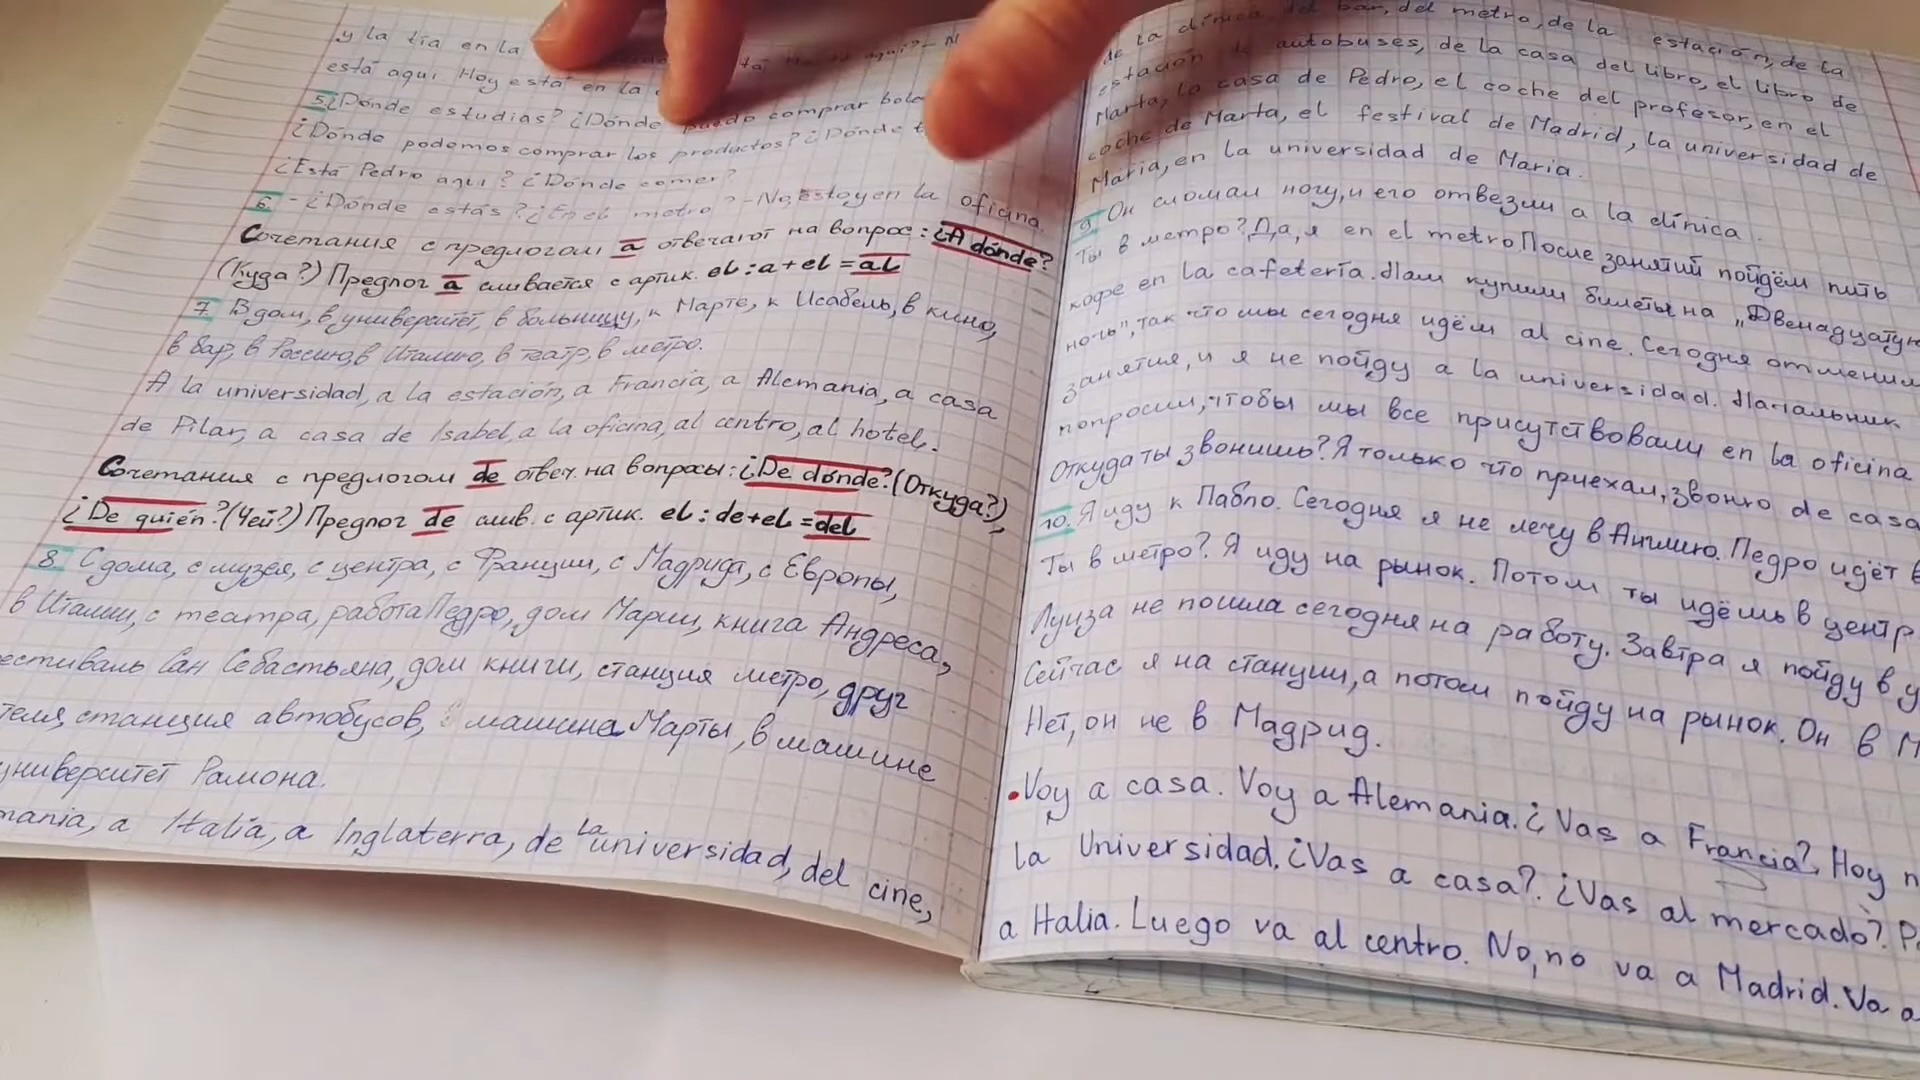 y la tía en la
está aquí Hoy está en la
5. ¿Dónde estudias? ¿Dónde puedo comprar
¿Dónde podemos comprar los productos? ¿Dónde
¿Está Pedro aquí? ¿Dónde comer?
6. - ¿Dónde estás? ¿En el metro? - No, estoy en la oficina.
Сочетания с предлогом a отвечают на вопрос: ¿A dónde?
(Куда?) Предлог a сливается с артик. el: a + el = al
7. В дом, в университет, в больницу, к Марте, к Исабель, в кино,
в бар, в Россию, в Италию, в театр, в метро.
A la universidad, a la estación, a Francia, a Alemania, a casa
de Pilar, a casa de Isabel, a la oficina, al centro, al hotel.
Сочетания с предлогом de отвеч. на вопросы: ¿De dónde? (Откуда?),
¿De quién? (Чей?) Предлог de слив. с артик. el: de+el = del
8. С дома, с музея, с центра, с Франции, с Мадрида, с Европы,
в Италии, с театра, работа Педро, дом Марии, книга Андреса,
естиваль Сан Себастьяна, дом книги, станция метро, друг
теля, станция автобусов, машина Марты, в машине
университет Рамона.
mania, a Italia, a Inglaterra, de la universidad, del cine,
de la clínica, del bar, del metro, de la estación, de la
estación de autobuses, de la casa del libro, el libro de
Marta, la casa de Pedro, el coche del profesor, en el
coche de Marta, el festival de Madrid, la universidad de
Maria, en la universidad de Maria.
9. Он сломал ногу, и его отвезли a la clínica.
Ты в метро? Да, я en el metro. После занятий пойдём пить
кофе en la cafetería. Нам купили билеты на „Двенадцатую
ночь", так что мы сегодня идём al cine. Сегодня отменили
занятия, и я не пойду a la universidad. Начальник
попросил, чтобы мы все присутствовали en la oficina
Откуда ты звонишь? Я только что приехал, звоню de casa
10. Я иду к Пабло. Сегодня я не лечу в Англию. Педро идёт в
Ты в метро? Я иду на рынок. Потом ты идёшь в центр.
Луиза не пошла сегодня на работу. Завтра я пойду в у
Сейчас я на станции, а потом пойду на рынок. Он в М
Нет, он не в Мадрид.
• Voy a casa. Voy a Alemania. ¿Vas a Francia? Hoy n
la Universidad. ¿Vas a casa?. ¿Vas al mercado?. P
a Italia. Luego va al centro. No, no va a Madrid. Va a